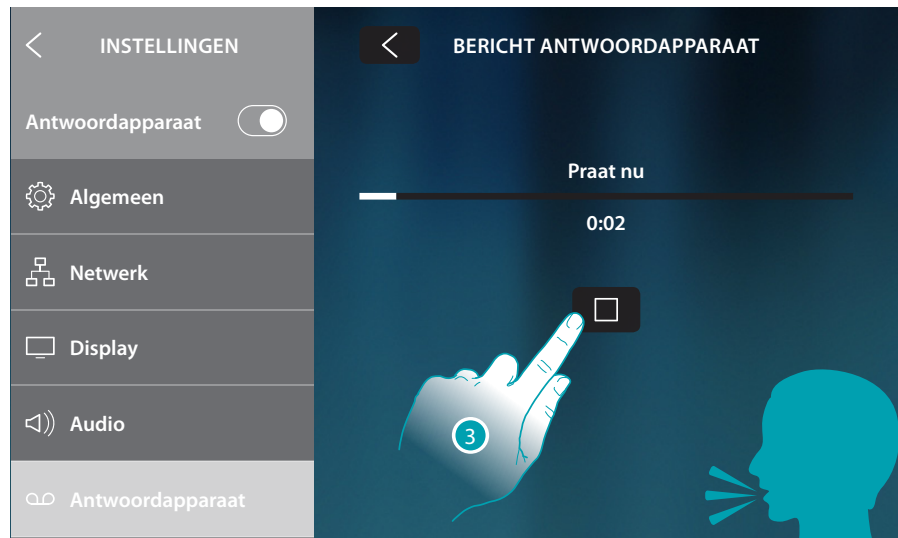 INSTELLINGEN
Antwoordapparaat
Algemeen
Netwerk
Display
Audio
Antwoordapparaat
BERICHT ANTWOORDAPPARAAT
Praat nu
0:02
3